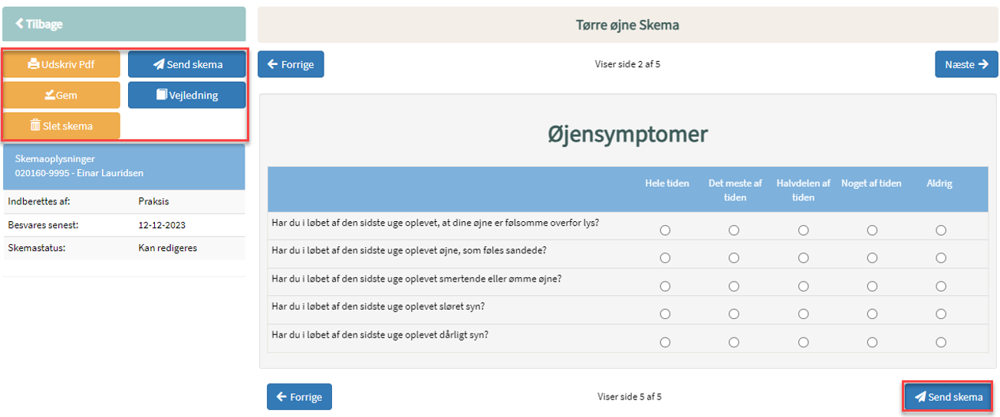 Tilbage
Udskriv Pdf
Send skema
Gem
Vejledning
Slet skema
Skemaoplysninger
020160-9995 - Einar Lauridsen
Indberettes af: Praksis
Besvares senest: 12-12-2023
Skemastatus: Kan redigeres
Tørre øjne Skema
Forrige
Viser side 2 af 5
Næste
Øjensymptomer
Hele tiden
Det meste af
tiden
Halvdelen af
tiden
Noget af tiden
Aldrig
Har du i løbet af den sidste uge oplevet, at dine øjne er følsomme overfor lys?
Har du i løbet af den sidste uge oplevet øjne, som føles sandede?
Har du i løbet af den sidste uge oplevet smertende eller ømme øjne?
Har du i løbet af den sidste uge oplevet sløret syn?
Har du i løbet af den sidste uge oplevet dårligt syn?
Forrige
Viser side 5 af 5
Send skema